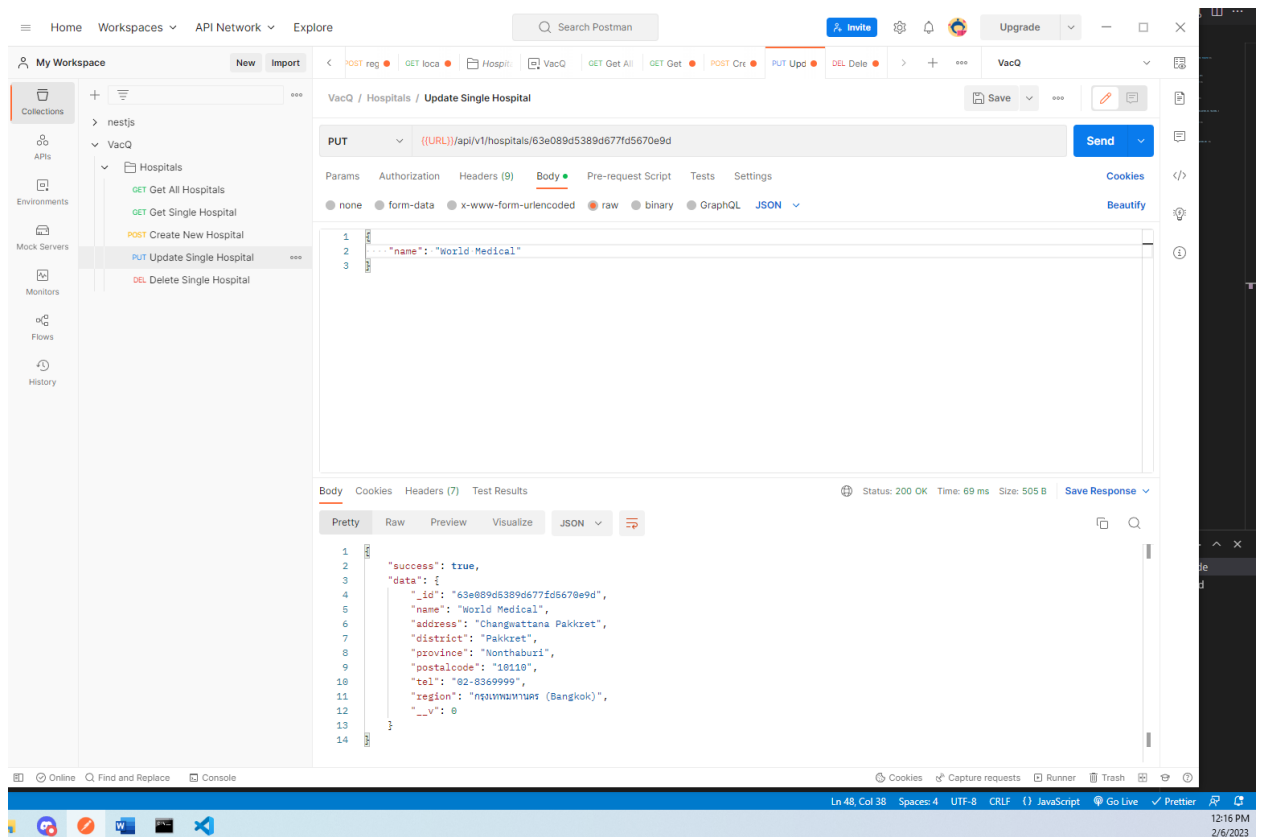 Home Workspaces API Network Explore Search Postman Invite Upgrade
My Workspace New Import POST reg GET loca Hospit VacQ GET Get All GET Get POST Cre PUT Upd DEL Dele VacQ
Collections
APIs
Environments
Mock Servers
Monitors
Flows
History
nestjs
VacQ
Hospitals
GET Get All Hospitals
GET Get Single Hospital
POST Create New Hospital
PUT Update Single Hospital
DEL Delete Single Hospital
VacQ / Hospitals / Update Single Hospital Save
PUT {{URL}}/api/v1/hospitals/63e089d5389d677fd5670e9d Send
Params Authorization Headers (9) Body Pre-request Script Tests Settings Cookies
none form-data x-www-form-urlencoded raw binary GraphQL JSON Beautify
1 {
2 "name": "World Medical"
3 }
Body Cookies Headers (7) Test Results Status: 200 OK Time: 69 ms Size: 505 B Save Response
Pretty Raw Preview Visualize JSON
1 {
2 "success": true,
3 "data": {
4 "_id": "63e089d5389d677fd5670e9d",
5 "name": "World Medical",
6 "address": "Changwattana Pakkret",
7 "district": "Pakkret",
8 "province": "Nonthaburi",
9 "postalcode": "10110",
10 "tel": "02-8369999",
11 "region": "กรุงเทพมหานคร (Bangkok)",
12 "__v": 0
13 }
14 }
Online Find and Replace Console Cookies Capture requests Runner Trash
Ln 48, Col 38 Spaces: 4 UTF-8 CRLF {} JavaScript Go Live Prettier
12:16 PM
2/6/2023